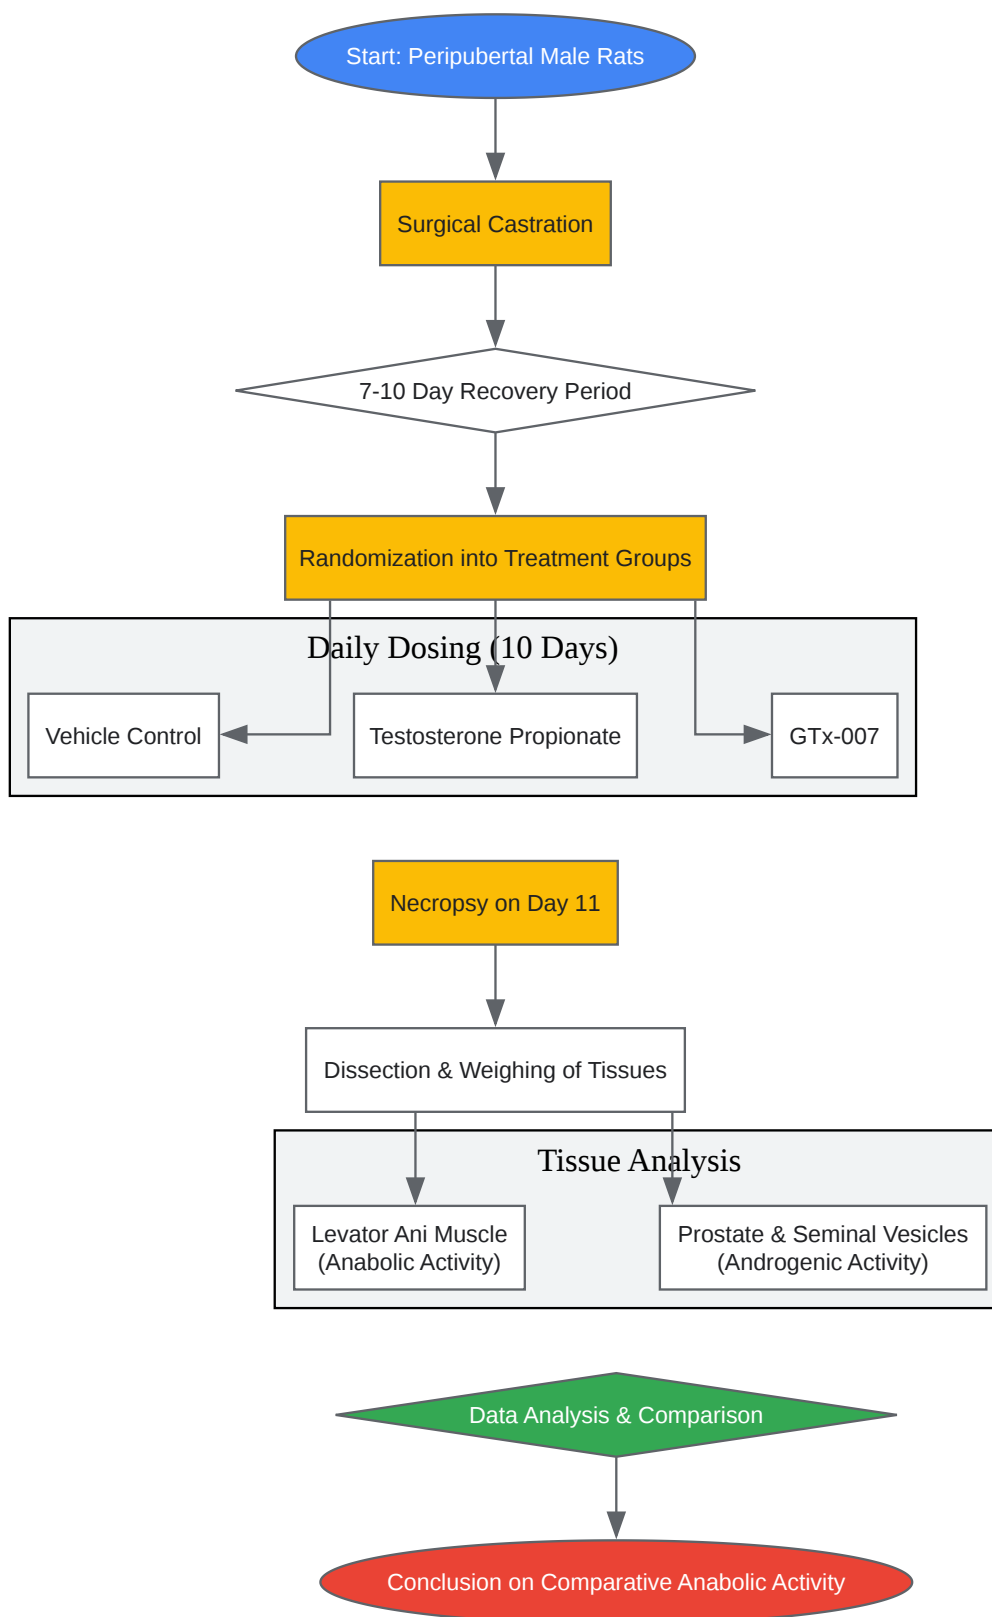 Start: Peripubertal Male Rats
Surgical Castration
7-10 Day Recovery Period
Randomization into Treatment Groups
Daily Dosing (10 Days)
Vehicle Control
Testosterone Propionate
GTx-007
Necropsy on Day 11
Dissection & Weighing of Tissues
Tissue Analysis
Levator Ani Muscle
(Anabolic Activity)
Prostate & Seminal Vesicles
(Androgenic Activity)
Data Analysis & Comparison
Conclusion on Comparative Anabolic Activity